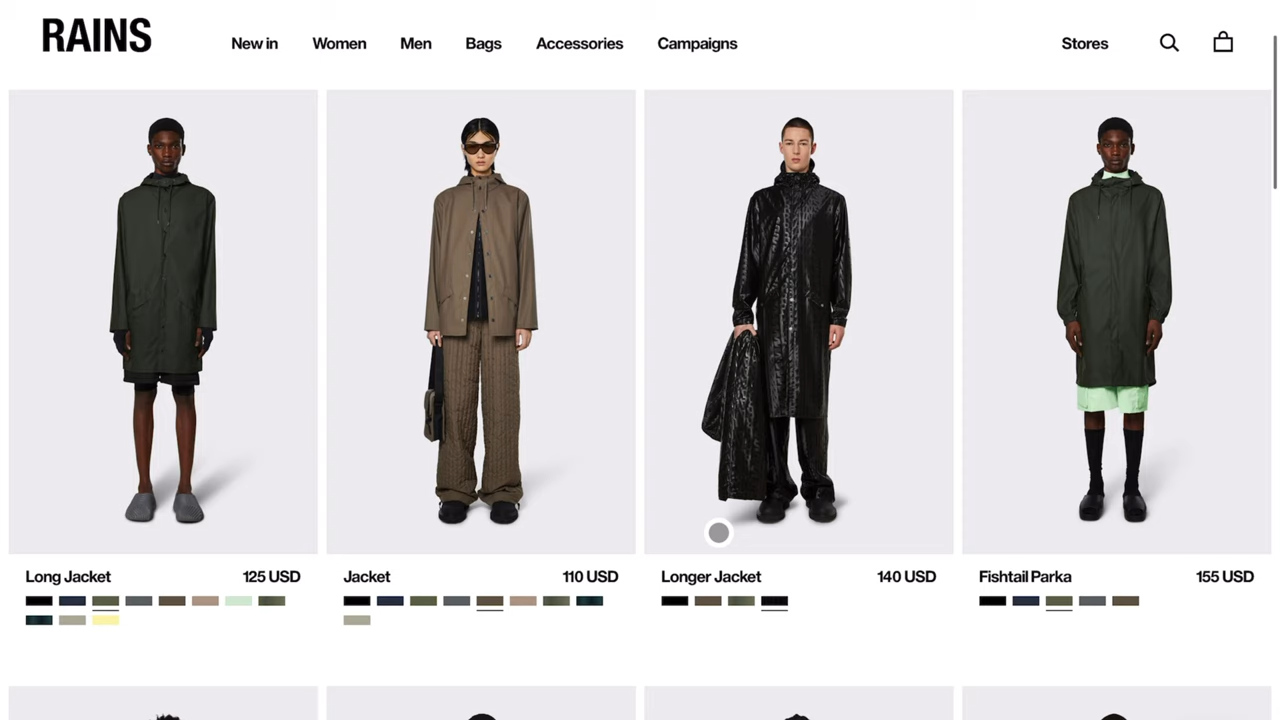 RAINS
New in
Women
Men
Bags
Accessories
Campaigns
Stores
Long Jacket
125 USD
Jacket
110 USD
Longer Jacket
140 USD
Fishtail Parka
155 USD